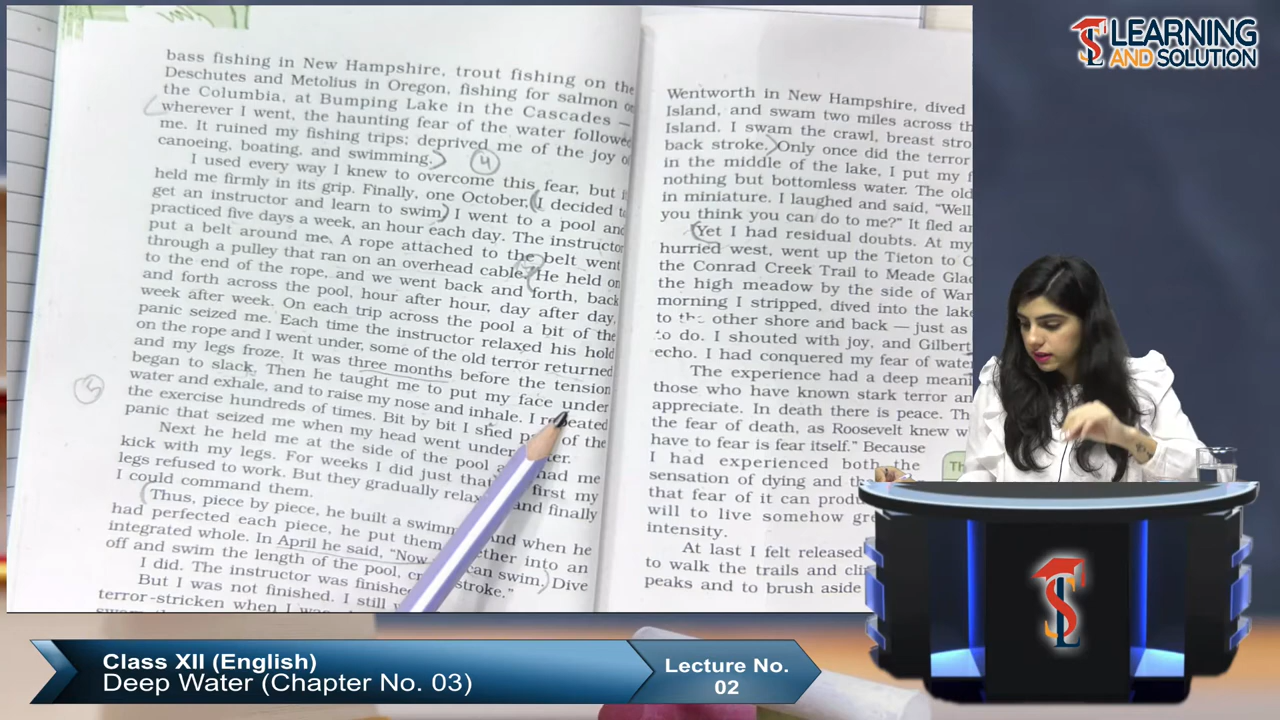 bass fishing in New Hampshire, trout fishing on the
Deschutes and Metolius in Oregon, fishing for salmon on
the Columbia, at Bumping Lake in the Cascades —
wherever I went, the haunting fear of the water followed
me. It ruined my fishing trips; deprived me of the joy of
canoeing, boating, and swimming.
4
I used every way I knew to overcome this fear, but it
held me firmly in its grip. Finally, one October, I decided to
get an instructor and learn to swim. I went to a pool and
practiced five days a week, an hour each day. The instructor
put a belt around me. A rope attached to the belt went
through a pulley that ran on an overhead cable. He held on
to the end of the rope, and we went back and forth, back
and forth across the pool, hour after hour, day after day,
week after week. On each trip across the pool a bit of the
panic seized me. Each time the instructor relaxed his hold
on the rope and I went under, some of the old terror returned
and my legs froze. It was three months before the tension
began to slack. Then he taught me to put my face under
water and exhale, and to raise my nose and inhale. I repeated
the exercise hundreds of times. Bit by bit I shed of the
panic that seized me when my head went under
Next he held me at the side of the pool had me
kick with my legs. For weeks I did just that first my
legs refused to work. But they gradually and finally
I could command them.
Thus, piece by piece, he built a And when he
had perfected each piece, he put them into an
integrated whole. In April he said, "Now can swim. Dive
off and swim the length of the pool, stroke."
I did. The instructor was finished
But I was not finished. I still
terror-stricken when I was
Wentworth in New Hampshire, dived
Island, and swam two miles across
Island. I swam the crawl, breast
back stroke. Only once did the terror
in the middle of the lake, I put my
nothing but bottomless water. The old
in miniature. I laughed and said, "Well
you think you can do to me?" It fled
Yet I had residual doubts. At my
hurried west, went up the Tieton to
the Conrad Creek Trail to Meade
the high meadow by the side of
morning I stripped, dived into the lake
to the other shore and back — just as
to do. I shouted with joy, and Gilbert
echo. I had conquered my fear of
The experience had a deep
those who have known stark terror
appreciate. In death there is peace.
the fear of death, as Roosevelt knew
have to fear is fear itself." Because
I had experienced both the
sensation of dying and
that fear of it can
will to live somehow
intensity.
At last I felt released
to walk the trails and
peaks and to brush aside
LEARNING
AND SOLUTION
SL
Class XII (English)
Deep Water (Chapter No. 03)
Lecture No.
02